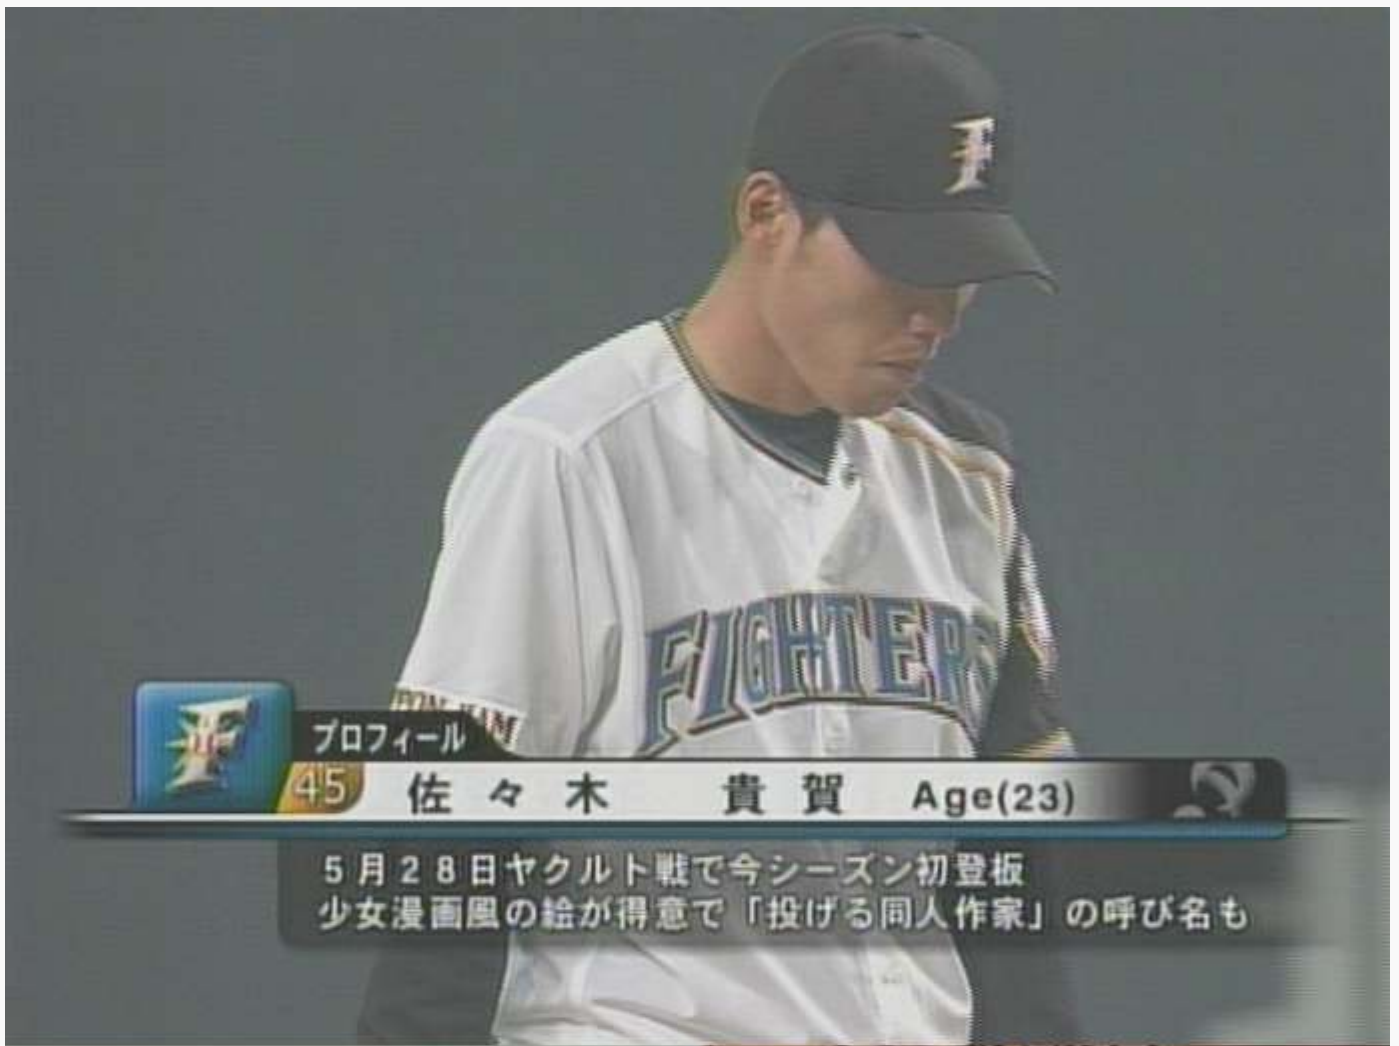 F
FIGHTERS
プロフィール
45 佐々木 貴賀 Age(23)
5月28日ヤクルト戦で今シーズン初登板
少女漫画風の絵が得意で「投げる同人作家」の呼び名も